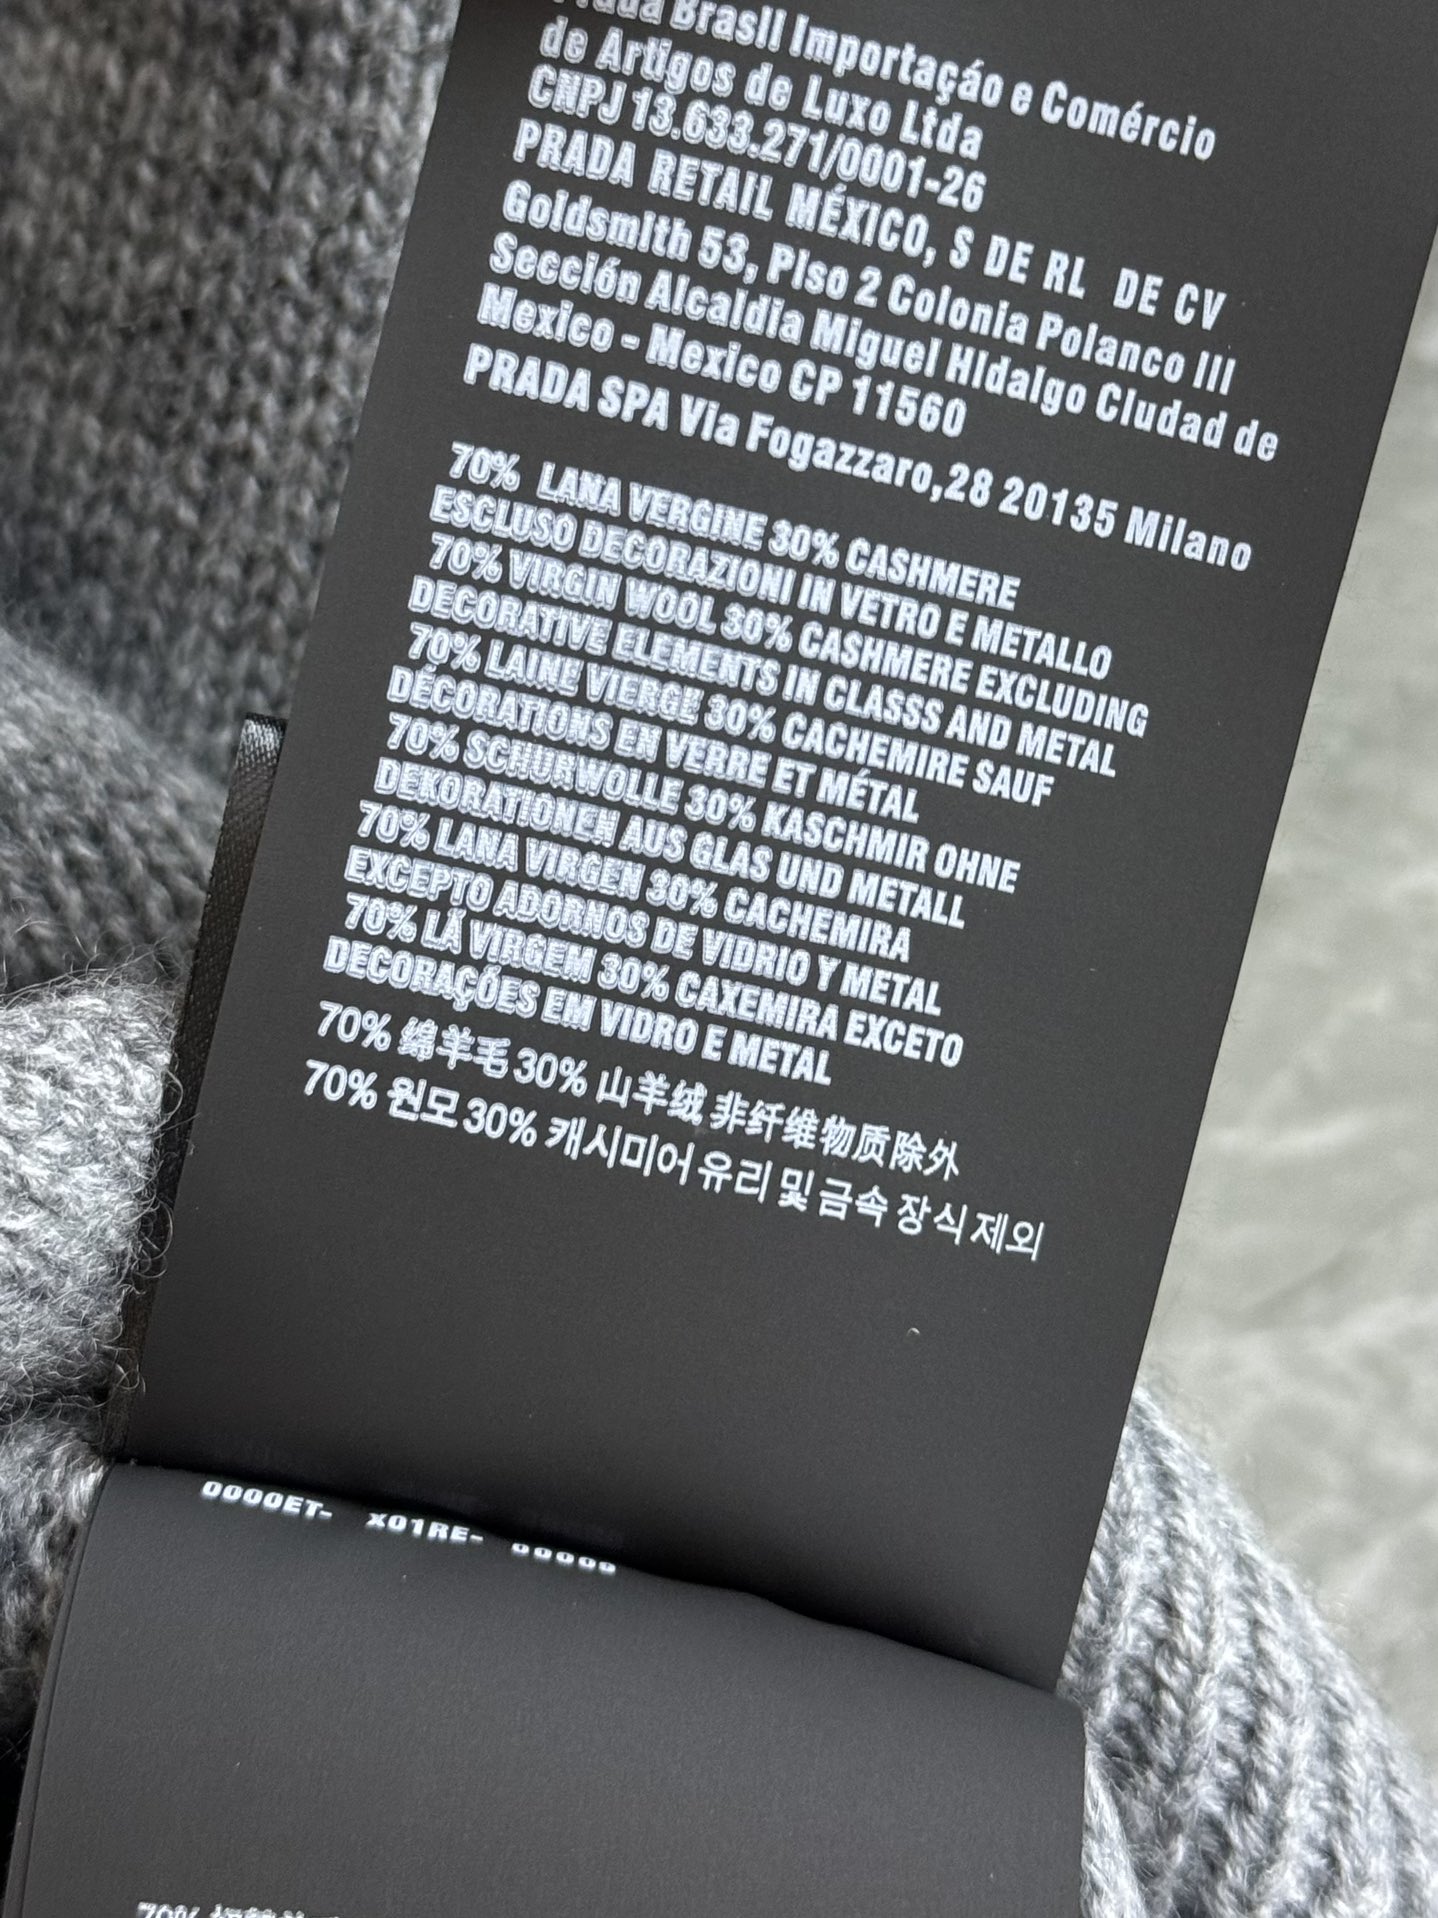 Prada Brasil Importaçáo e Comércio
de Artigos de Luxo Ltda
CNPJ 13.633.271/0001-26
PRADA RETAIL MÉXICO, S DE RL DE CV
Goldsmith 53, Piso 2 Colonia Polanco III
Sección Alcaldia Miguel Hidalgo Ciudad de
Mexico - Mexico CP 11560
PRADA SPA Via Fogazzaro,28 20135 Milano
70% LANA VERGINE 30% CASHMERE
ESCLUSO DECORAZIONI IN VETRO E METALLO
70% VIRGIN WOOL 30% CASHMERE EXCLUDING
DECORATIVE ELEMENTS IN CLASSS AND METAL
70% LAINE VIERGE 30% CACHEMIRE SAUF
DÉCORATIONS EN VERRE ET MÉTAL
70% SCHURWOLLE 30% KASCHMIR OHNE
DEKORATIONEN AUS GLAS UND METALL
70% LANA VIRGEN 30% CACHEMIRA
EXCEPTO ADORNOS DE VIDRIO Y METAL
70% LÃ VIRGEM 30% CAXEMIRA EXCETO
DECORAÇÕES EM VIDRO E METAL
70% 绵羊毛 30% 山羊绒 非纤维物质除外
70% 원모 30% 캐시미어 유리 및 금속 장식 제외
0000ET- X01RE-
70%